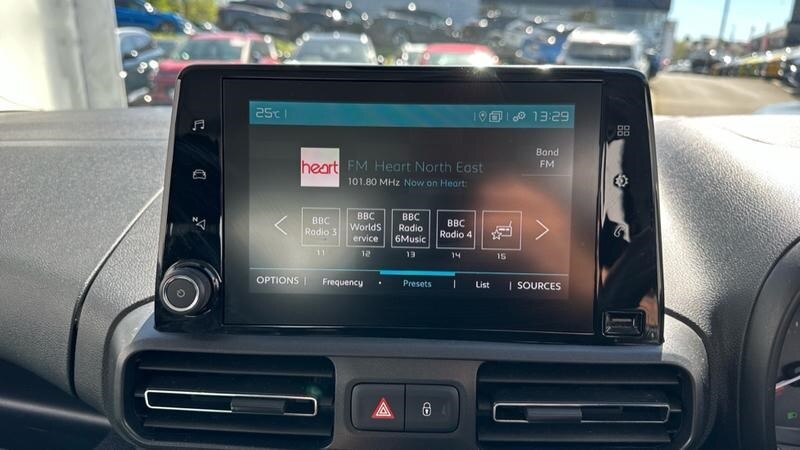 25°C
13:29
heart
FM Heart North East
101.80 MHz Now on Heart:
Band
FM
BBC
Radio 3
11
BBC
WorldS
ervice
12
BBC
Radio
6Music
13
BBC
Radio 4
14
15
OPTIONS
Frequency
Presets
List
SOURCES
N